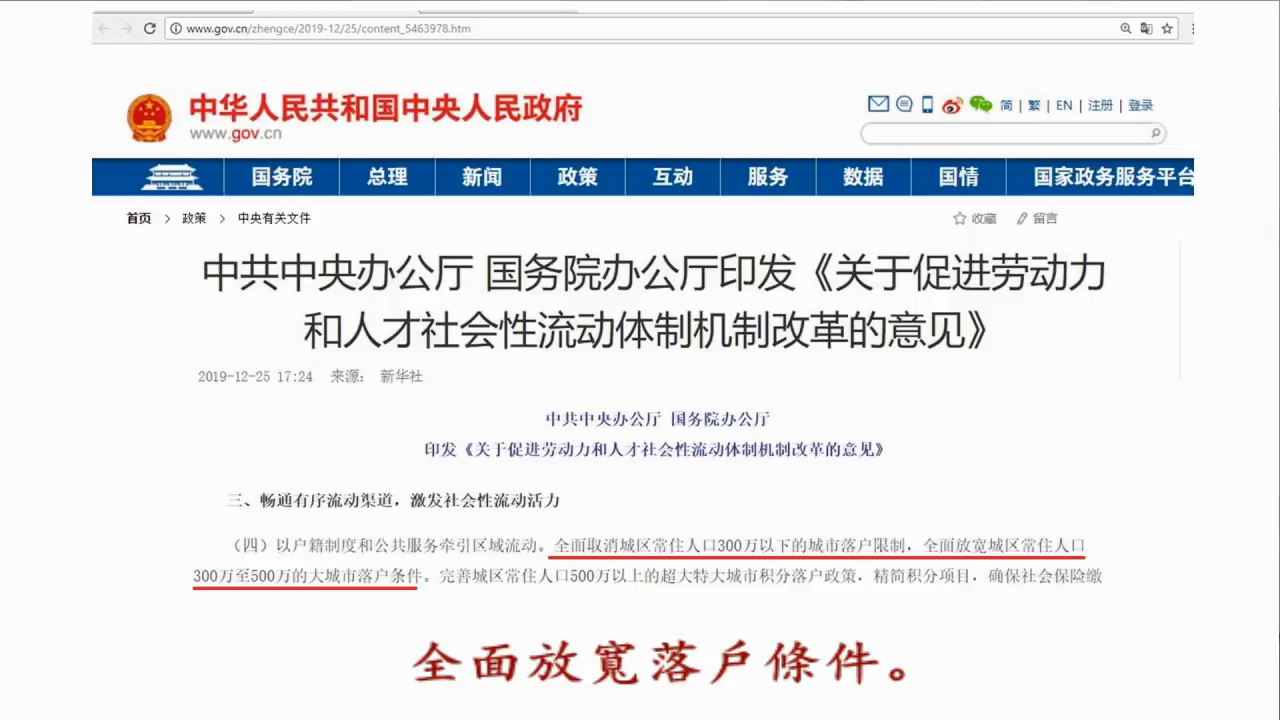 www.gov.cn/zhengce/2019-12/25/content_5463978.htm
中华人民共和国中央人民政府
www.gov.cn
简 | 繁 | EN | 注册 | 登录
国务院 总理 新闻 政策 互动 服务 数据 国情 国家政务服务平台
首页 > 政策 > 中央有关文件
收藏 留言
中共中央办公厅 国务院办公厅印发《关于促进劳动力
和人才社会性流动体制机制改革的意见》
2019-12-25 17:24 来源： 新华社
中共中央办公厅 国务院办公厅
印发《关于促进劳动力和人才社会性流动体制机制改革的意见》
三、畅通有序流动渠道，激发社会性流动活力
（四）以户籍制度和公共服务牵引区域流动。全面取消城区常住人口300万以下的城市落户限制，全面放宽城区常住人口
300万至500万的大城市落户条件。完善城区常住人口500万以上的超大特大城市积分落户政策，精简积分项目，确保社会保险缴
全面放寬落戶條件。